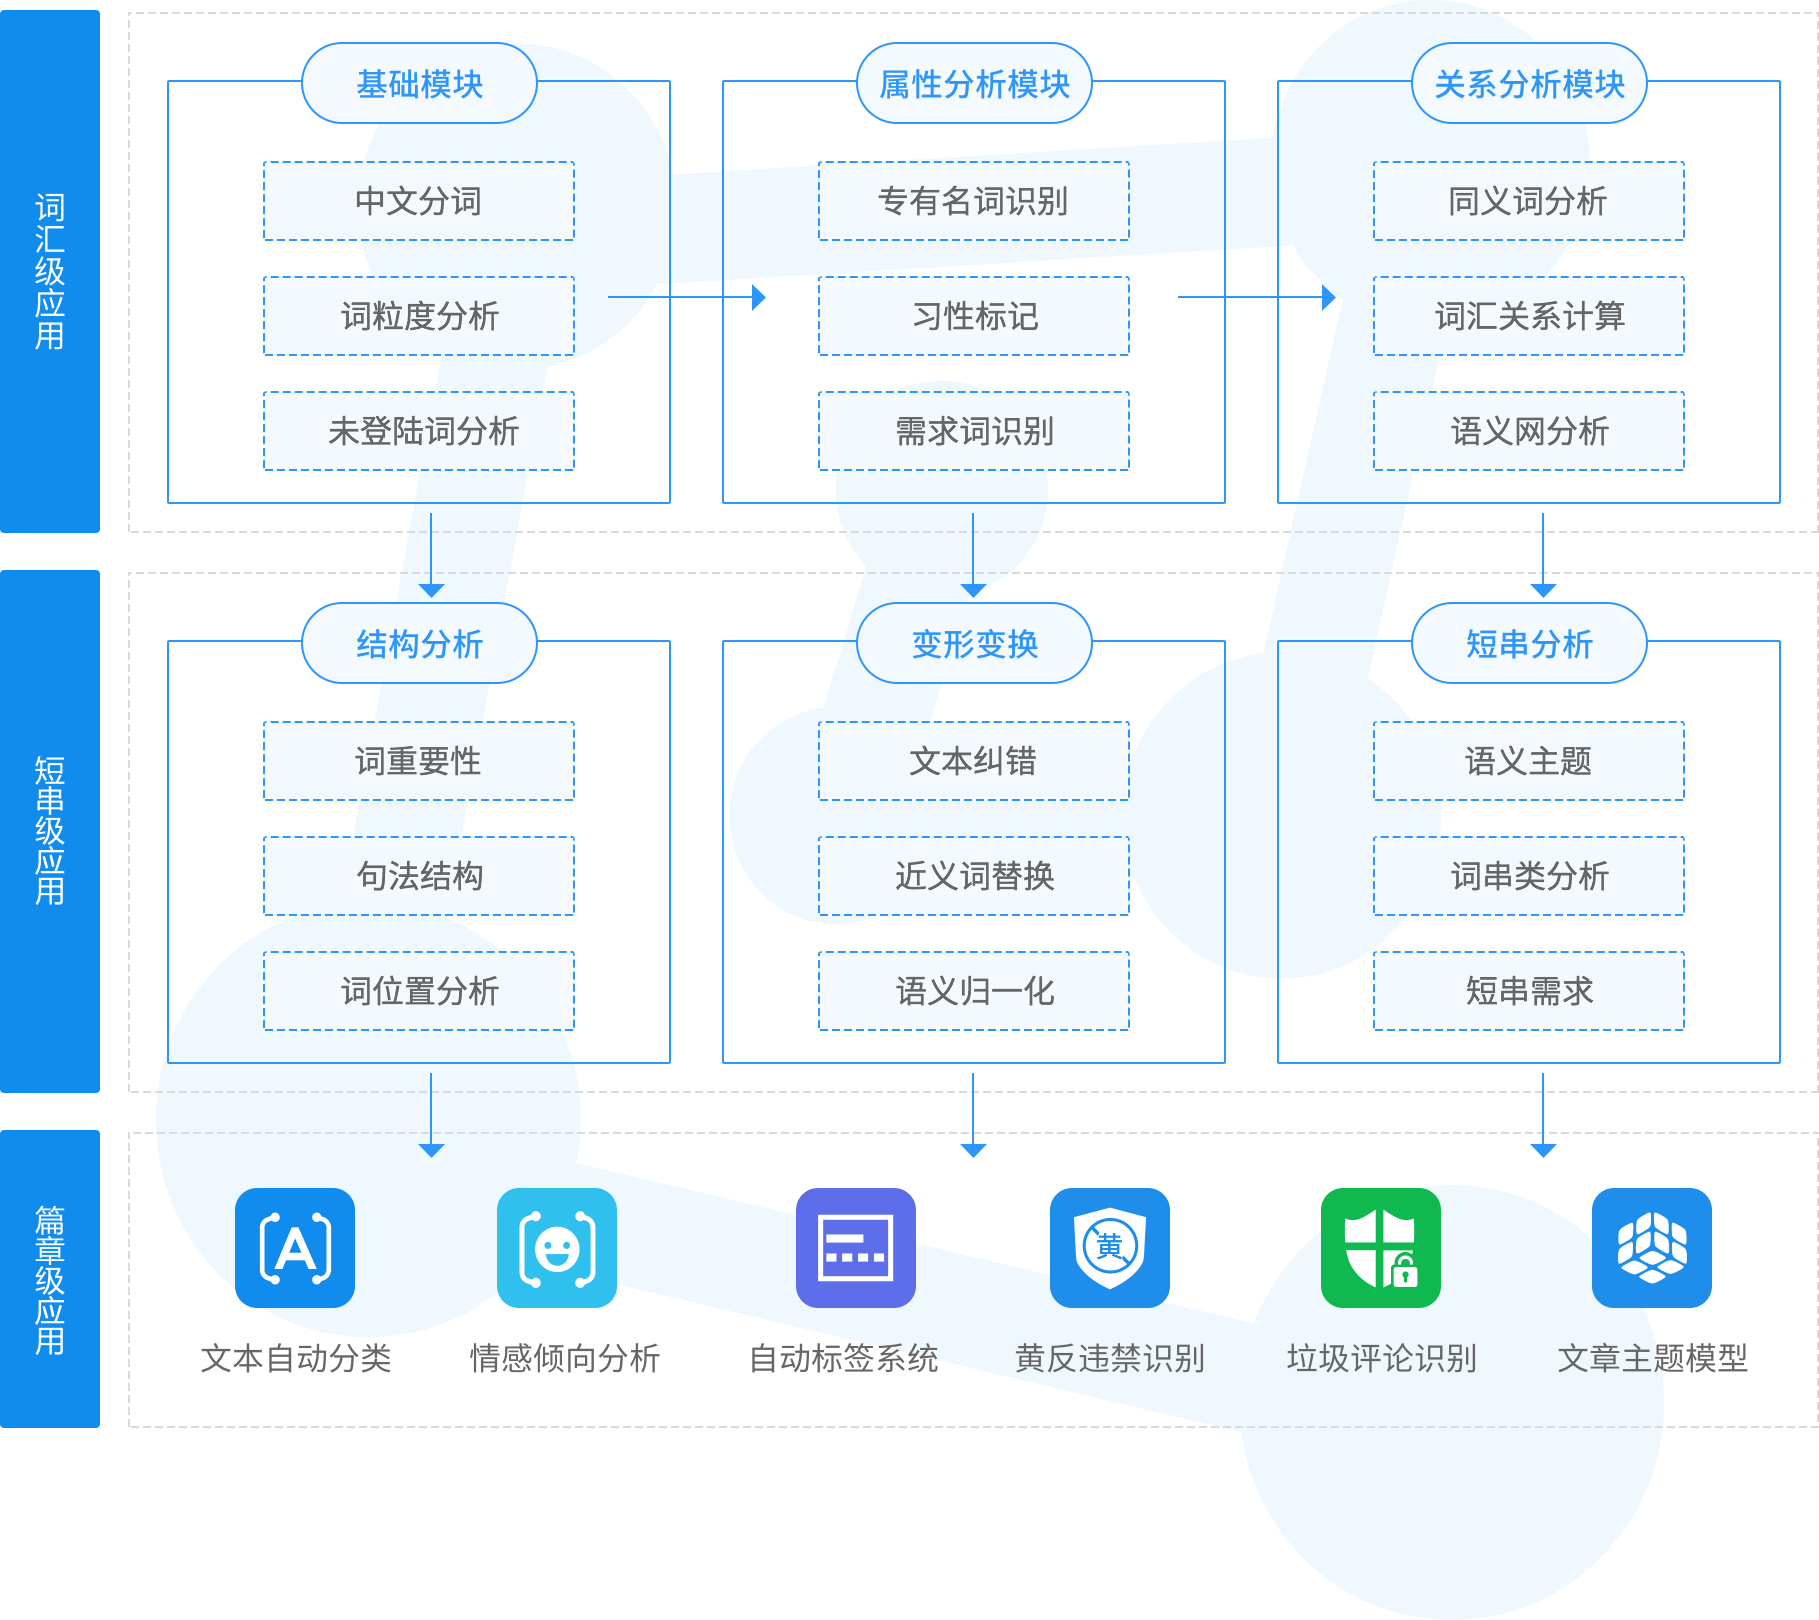 词汇级应用
基础模块
中文分词
词粒度分析
未登陆词分析
属性分析模块
专有名词识别
习性标记
需求词识别
关系分析模块
同义词分析
词汇关系计算
语义网分析
短串级应用
结构分析
词重要性
句法结构
词位置分析
变形变换
文本纠错
近义词替换
语义归一化
短串分析
语义主题
词串类分析
短串需求
篇章级应用
A
黄
文本自动分类
情感倾向分析
自动标签系统
黄反违禁识别
垃圾评论识别
文章主题模型